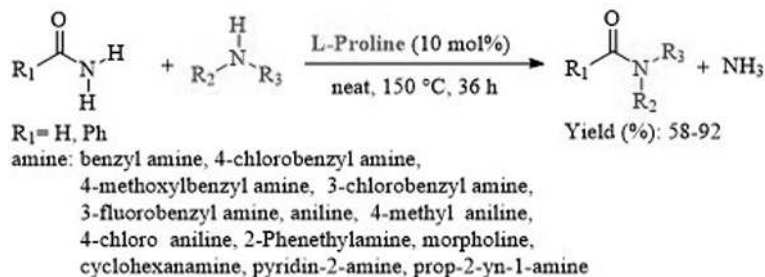 O H O
R1 N H + R2 N R3 L-Proline (10 mol%) R1 N R3 + NH3
H neat, 150 °C, 36 h R2
R1= H, Ph Yield (%): 58-92
amine: benzyl amine, 4-chlorobenzyl amine,
4-methoxylbenzyl amine, 3-chlorobenzyl amine,
3-fluorobenzyl amine, aniline, 4-methyl aniline,
4-chloro aniline, 2-Phenethylamine, morpholine,
cyclohexanamine, pyridin-2-amine, prop-2-yn-1-amine